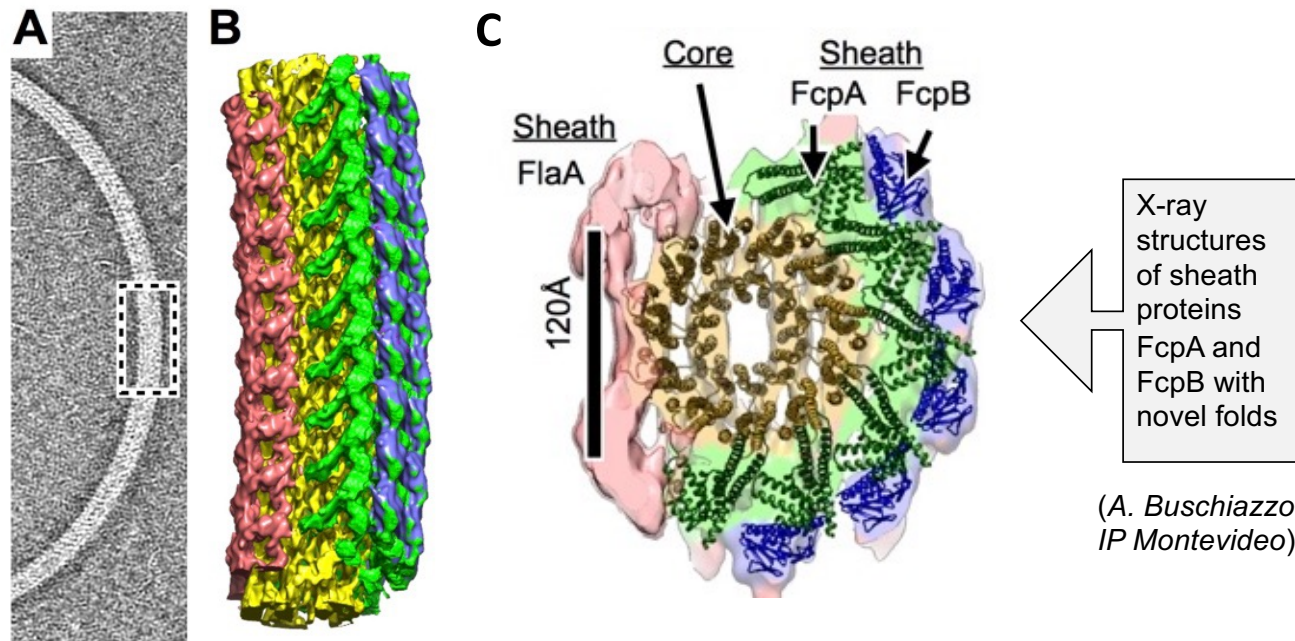 A
B
C
Core
Sheath
FcpA FcpB
Sheath
FlaA
120Å
X-ray
structures
of sheath
proteins
FcpA and
FcpB with
novel folds
(A. Buschiazzo
IP Montevideo)